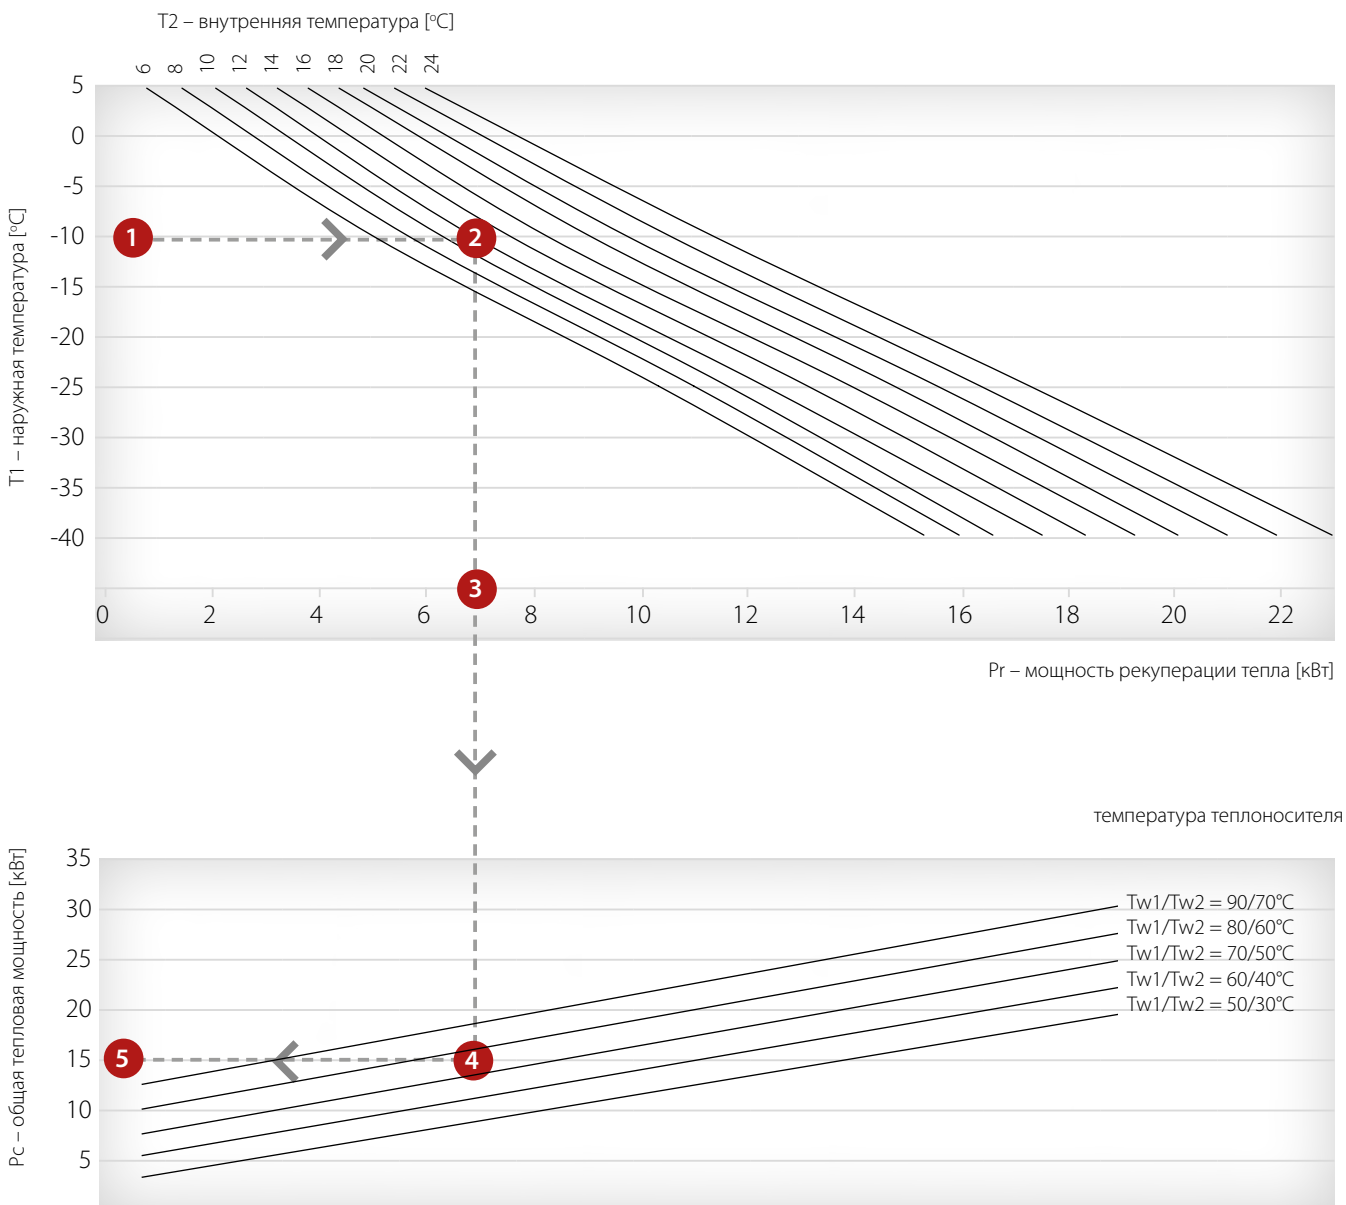 T2 – внутренняя температура [°C]
6 8 10 12 14 16 18 20 22 24
5
0
-5
-10
-15
-20
-25
-30
-35
-40
T1 – наружная температура [°C]
1
2
3
0 2 4 6 8 10 12 14 16 18 20 22
Pr – мощность рекуперации тепла [кВт]
температура теплоносителя
Pc – общая тепловая мощность [кВт]
35
30
25
20
15
10
5
Tw1/Tw2 = 90/70°C
Tw1/Tw2 = 80/60°C
Tw1/Tw2 = 70/50°C
Tw1/Tw2 = 60/40°C
Tw1/Tw2 = 50/30°C
5
4